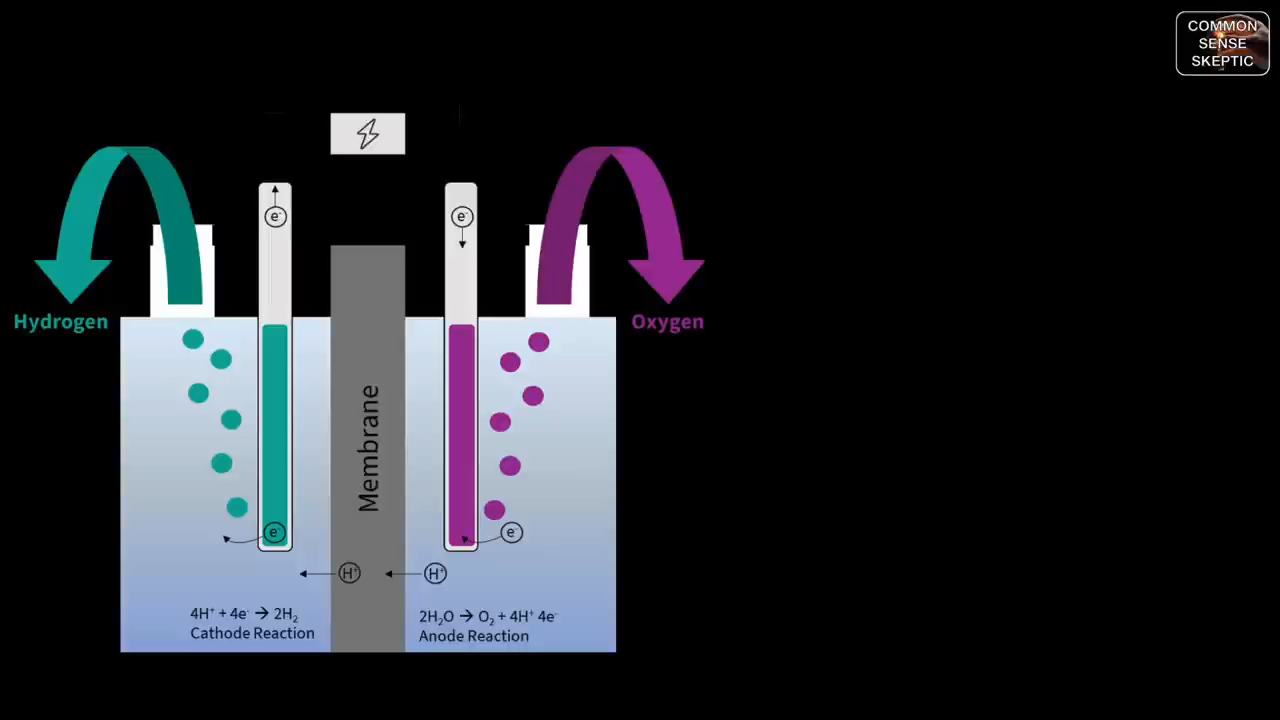 COMMON
SENSE
SKEPTIC
e⁻
e⁻
Hydrogen
Oxygen
Membrane
e⁻
e⁻
H⁺
H⁺
4H⁺ + 4e⁻ → 2H₂
Cathode Reaction
2H₂O → O₂ + 4H⁺ 4e⁻
Anode Reaction